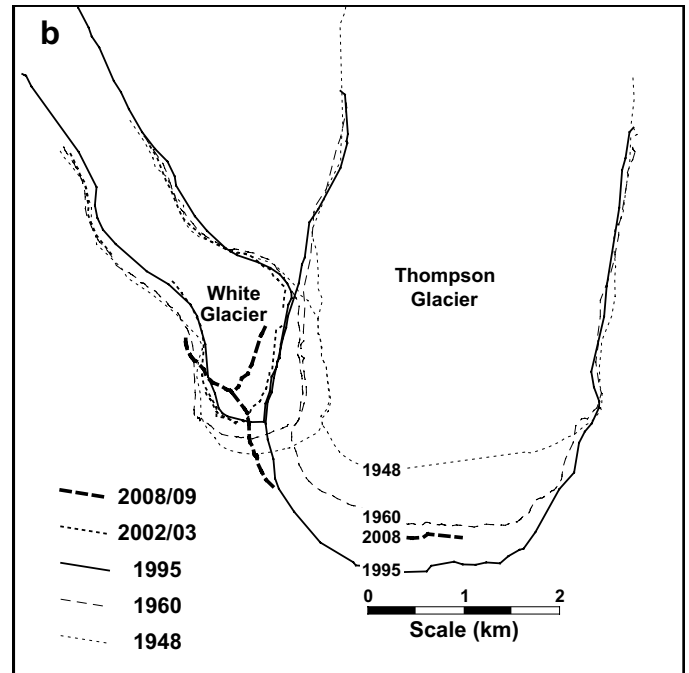 b
White
Glacier
Thompson
Glacier
1948
1960
2008
1995
2008/09
2002/03
1995
1960
1948
0 1 2
Scale (km)